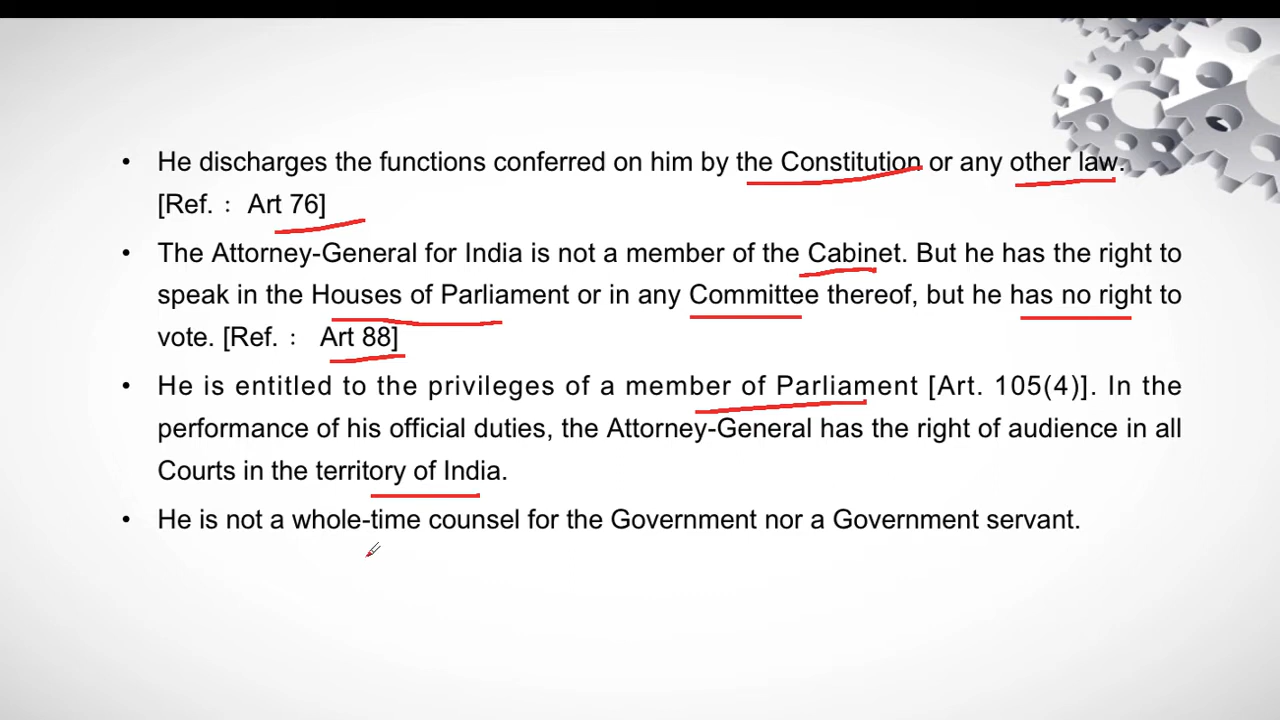 • He discharges the functions conferred on him by the Constitution or any other law.
[Ref. : Art 76]
• The Attorney-General for India is not a member of the Cabinet. But he has the right to
speak in the Houses of Parliament or in any Committee thereof, but he has no right to
vote. [Ref. : Art 88]
• He is entitled to the privileges of a member of Parliament [Art. 105(4)]. In the
performance of his official duties, the Attorney-General has the right of audience in all
Courts in the territory of India.
• He is not a whole-time counsel for the Government nor a Government servant.